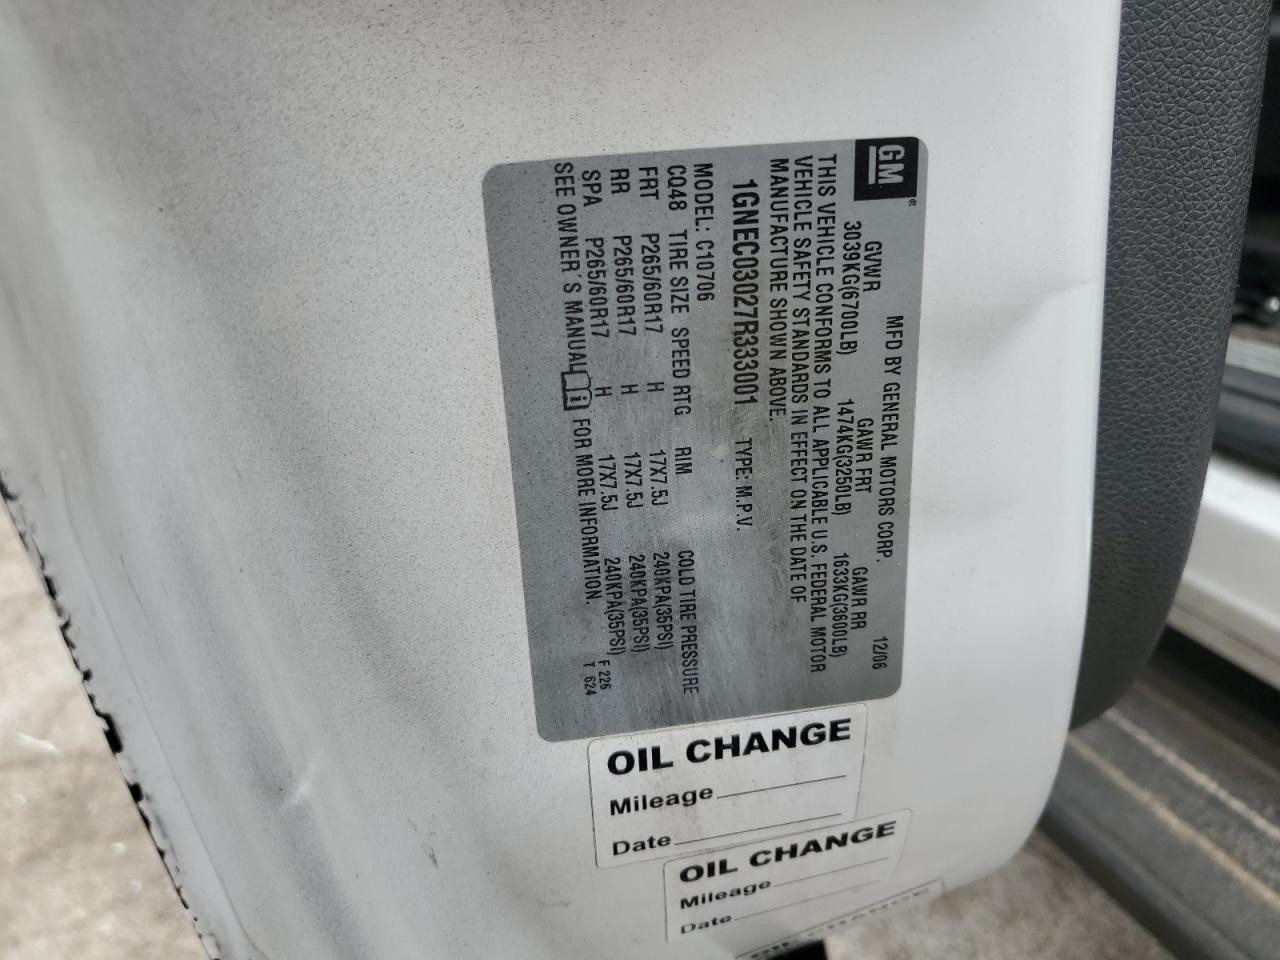 GM
MFD BY GENERAL MOTORS CORP. 12/06
GVWR GAWR FRT GAWR RR
3039KG(6700LB) 1474KG(3250LB) 1633KG(3600LB)
THIS VEHICLE CONFORMS TO ALL APPLICABLE U.S. FEDERAL MOTOR
VEHICLE SAFETY STANDARDS IN EFFECT ON THE DATE OF
MANUFACTURE SHOWN ABOVE.
1GNEC03027R333001 TYPE: M.P.V.
MODEL: C10706
CQ48 TIRE SIZE SPEED RTG RIM COLD TIRE PRESSURE
FRT P265/60R17 H 17X7.5J 240KPA(35PSI)
RR P265/60R17 H 17X7.5J 240KPA(35PSI)
SPA P265/60R17 H 17X7.5J 240KPA(35PSI) F 226
SEE OWNER'S MANUAL i FOR MORE INFORMATION. T 624
OIL CHANGE
Mileage
Date
OIL CHANGE
Mileage
Date
OIL CHANGE